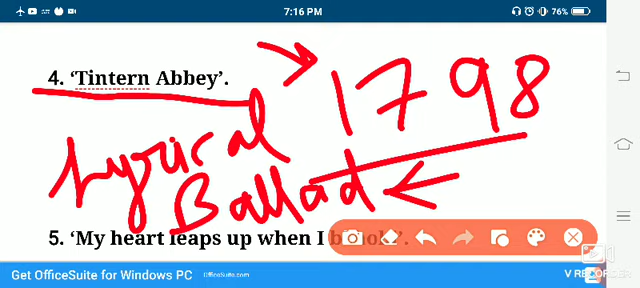 7:16 PM
76%
4. ‘Tintern Abbey’.
1798
Lyrical
Ballad
5. ‘My heart leaps up when I
Get OfficeSuite for Windows PC OfficeSuite.com
V RECORDER